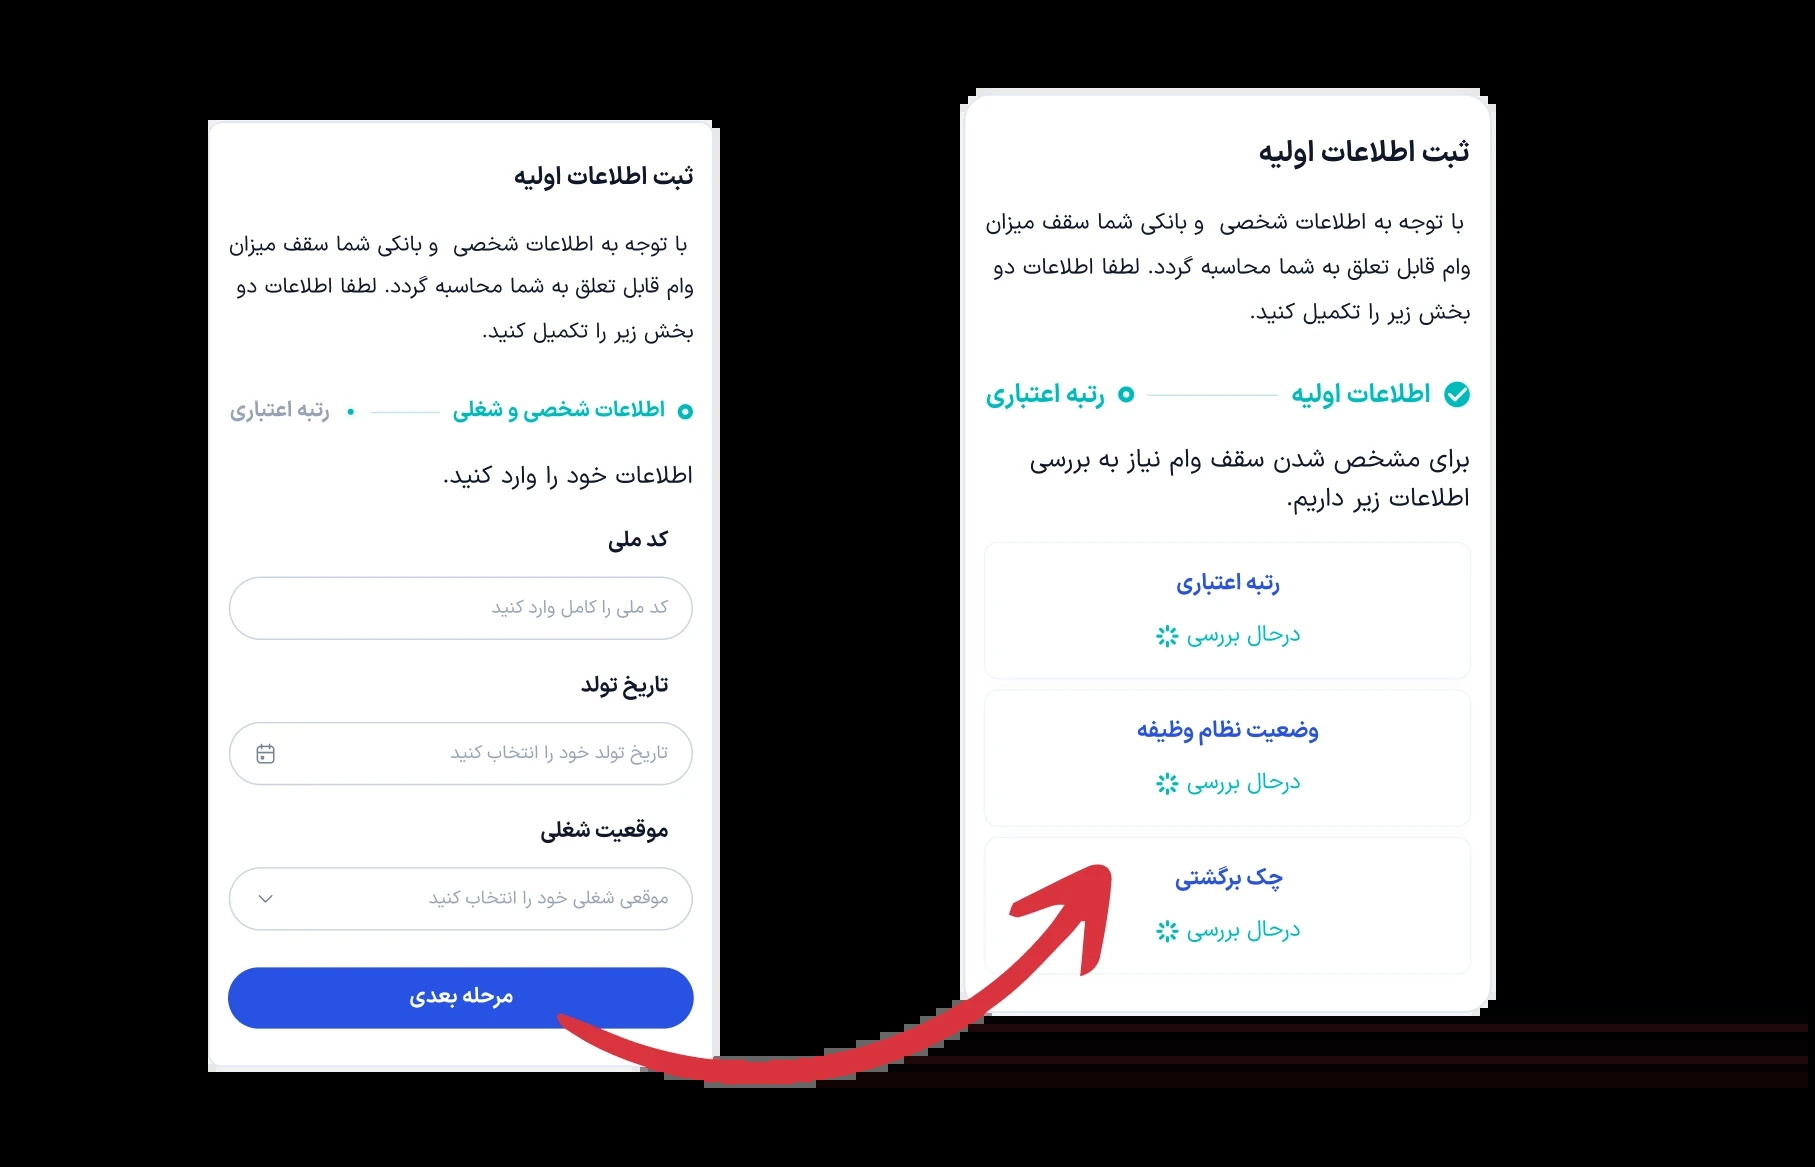 ثبت اطلاعات اولیه
با توجه به اطلاعات شخصی و بانکی شما سقف میزان
وام قابل تعلق به شما محاسبه گردد. لطفا اطلاعات دو
بخش زیر را تکمیل کنید.
اطلاعات شخصی و شغلی
رتبه اعتباری
اطلاعات خود را وارد کنید.
کد ملی
کد ملی را کامل وارد کنید
تاریخ تولد
تاریخ تولد خود را انتخاب کنید
موقعیت شغلی
موقعی شغلی خود را انتخاب کنید
مرحله بعدی
ثبت اطلاعات اولیه
با توجه به اطلاعات شخصی و بانکی شما سقف میزان
وام قابل تعلق به شما محاسبه گردد. لطفا اطلاعات دو
بخش زیر را تکمیل کنید.
اطلاعات اولیه
رتبه اعتباری
برای مشخص شدن سقف وام نیاز به بررسی
اطلاعات زیر داریم.
رتبه اعتباری
درحال بررسی
وضعیت نظام وظیفه
درحال بررسی
چک برگشتی
درحال بررسی